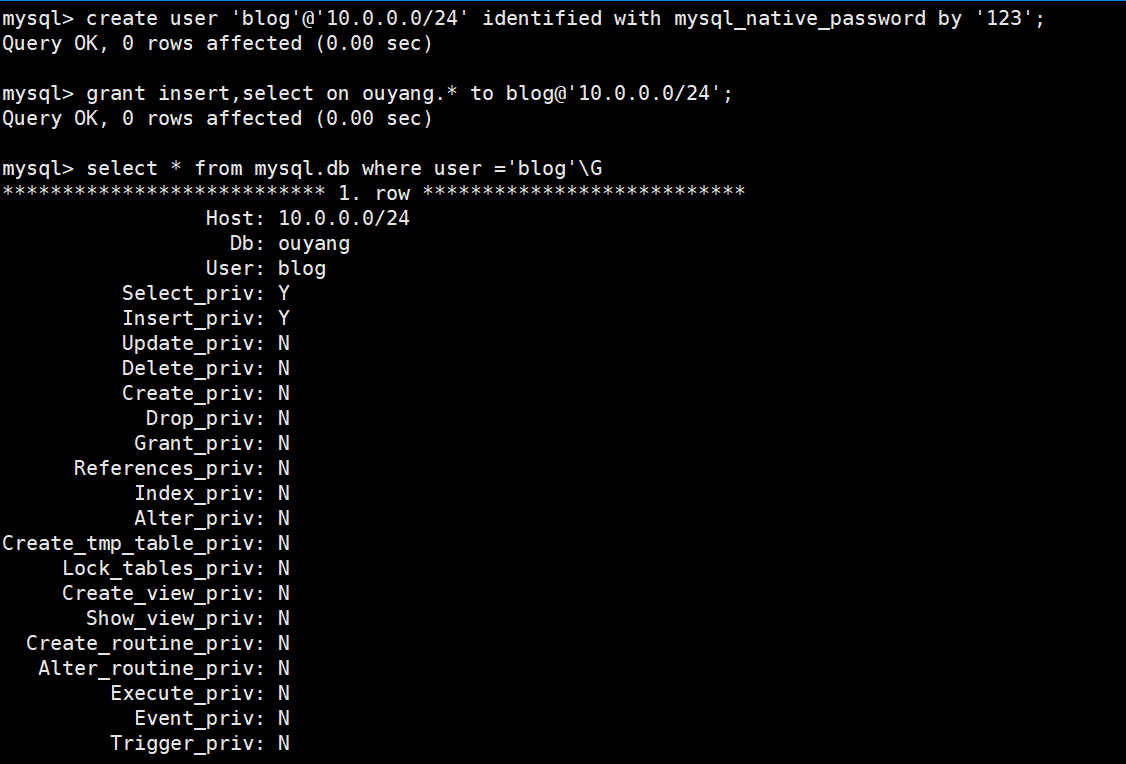 mysql> create user 'blog'@'10.0.0.0/24' identified with mysql_native_password by '123';
Query OK, 0 rows affected (0.00 sec)
mysql> grant insert,select on ouyang.* to blog@'10.0.0.0/24';
Query OK, 0 rows affected (0.00 sec)
mysql> select * from mysql.db where user ='blog'\G
*************************** 1. row ***************************
Host: 10.0.0.0/24
Db: ouyang
User: blog
Select_priv: Y
Insert_priv: Y
Update_priv: N
Delete_priv: N
Create_priv: N
Drop_priv: N
Grant_priv: N
References_priv: N
Index_priv: N
Alter_priv: N
Create_tmp_table_priv: N
Lock_tables_priv: N
Create_view_priv: N
Show_view_priv: N
Create_routine_priv: N
Alter_routine_priv: N
Execute_priv: N
Event_priv: N
Trigger_priv: N